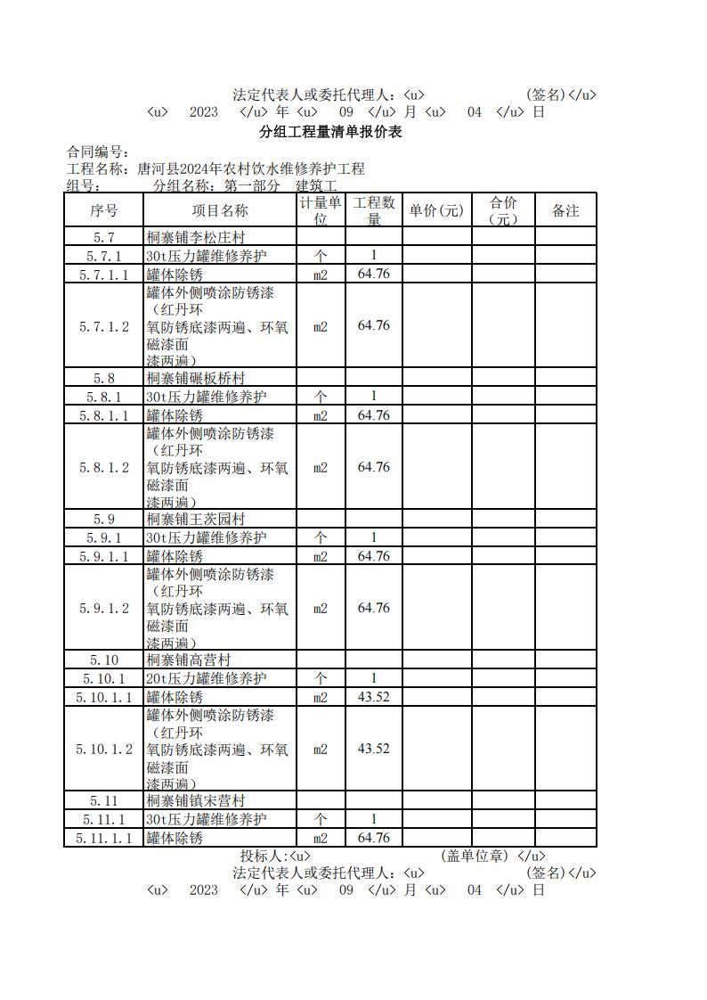 法定代表人或委托代理人：<u> (签名)</u>
<u> 2023 </u> 年 <u> 09 </u> 月 <u> 04 </u> 日
分组工程量清单报价表
合同编号：
工程名称：唐河县2024年农村饮水维修养护工程
组号： 分组名称：第一部分 建筑工
序号 项目名称 计量单位 工程数量 单价(元) 合价（元） 备注
5.7 桐寨铺李松庄村
5.7.1 30t压力罐维修养护 个 1
5.7.1.1 罐体除锈 m2 64.76
5.7.1.2 罐体外侧喷涂防锈漆
（红丹环
氧防锈底漆两遍、环氧
磁漆面
漆两遍） m2 64.76
5.8 桐寨铺碾板桥村
5.8.1 30t压力罐维修养护 个 1
5.8.1.1 罐体除锈 m2 64.76
5.8.1.2 罐体外侧喷涂防锈漆
（红丹环
氧防锈底漆两遍、环氧
磁漆面
漆两遍） m2 64.76
5.9 桐寨铺王茨园村
5.9.1 30t压力罐维修养护 个 1
5.9.1.1 罐体除锈 m2 64.76
5.9.1.2 罐体外侧喷涂防锈漆
（红丹环
氧防锈底漆两遍、环氧
磁漆面
漆两遍） m2 64.76
5.10 桐寨铺高营村
5.10.1 20t压力罐维修养护 个 1
5.10.1.1 罐体除锈 m2 43.52
5.10.1.2 罐体外侧喷涂防锈漆
（红丹环
氧防锈底漆两遍、环氧
磁漆面
漆两遍） m2 43.52
5.11 桐寨铺镇宋营村
5.11.1 30t压力罐维修养护 个 1
5.11.1.1 罐体除锈 m2 64.76
投标人:<u> (盖单位章) </u>
法定代表人或委托代理人：<u> (签名)</u>
<u> 2023 </u> 年 <u> 09 </u> 月 <u> 04 </u> 日